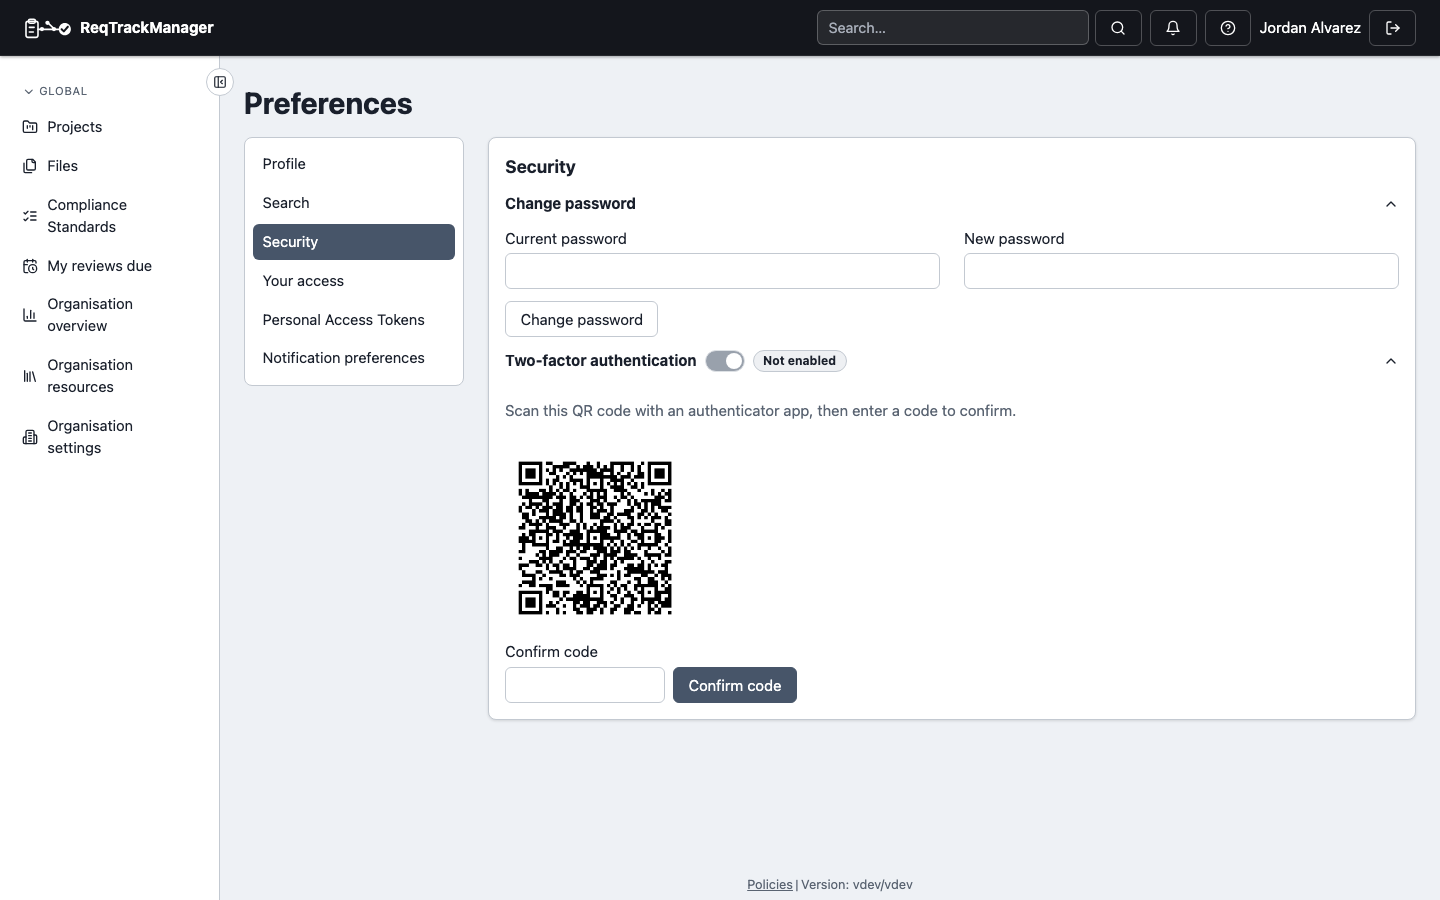 ReqTrackManager
Search...
Jordan Alvarez
GLOBAL
Projects
Files
Compliance
Standards
My reviews due
Organisation
overview
Organisation
resources
Organisation
settings
Preferences
Profile
Search
Security
Your access
Personal Access Tokens
Notification preferences
Security
Change password
Current password
New password
Change password
Two-factor authentication
Not enabled
Scan this QR code with an authenticator app, then enter a code to confirm.
Confirm code
Confirm code
Policies | Version: vdev/vdev